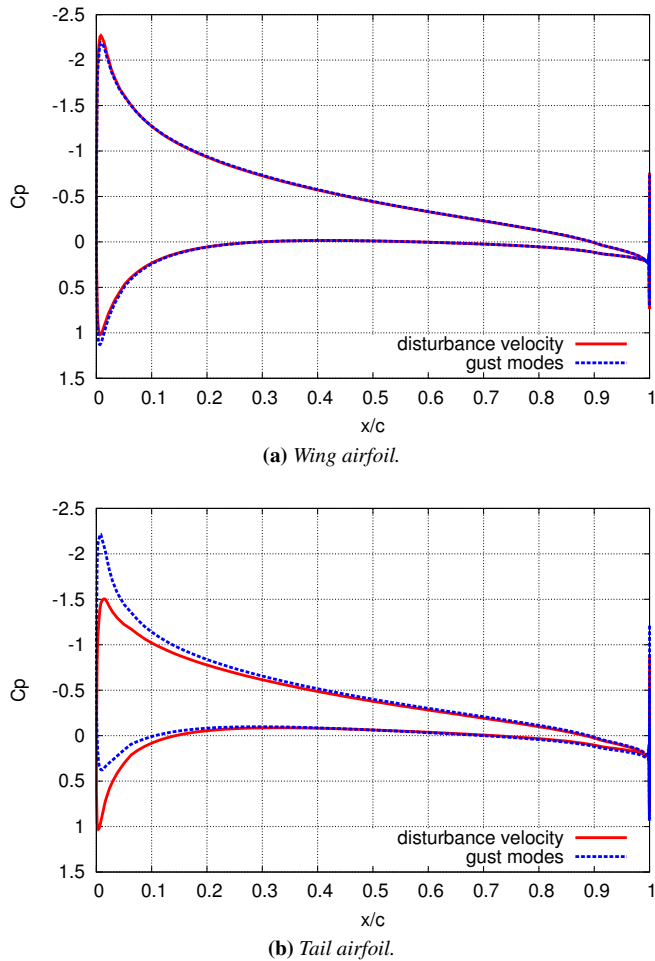 -2.5
-2
-1.5
-1
-0.5
0
0.5
1
1.5
Cp
disturbance velocity
gust modes
0 0.1 0.2 0.3 0.4 0.5 0.6 0.7 0.8 0.9 1
x/c
(a) Wing airfoil.
-2.5
-2
-1.5
-1
-0.5
0
0.5
1
1.5
Cp
disturbance velocity
gust modes
0 0.1 0.2 0.3 0.4 0.5 0.6 0.7 0.8 0.9 1
x/c
(b) Tail airfoil.